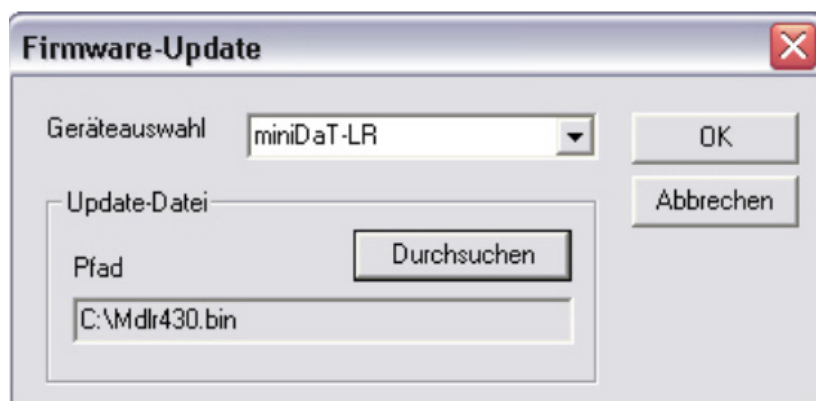 Firmware-Update
Geräteauswahl
miniDaT-LR
OK
Abbrechen
Update-Datei
Durchsuchen
Pfad
C:\Mdlr430.bin